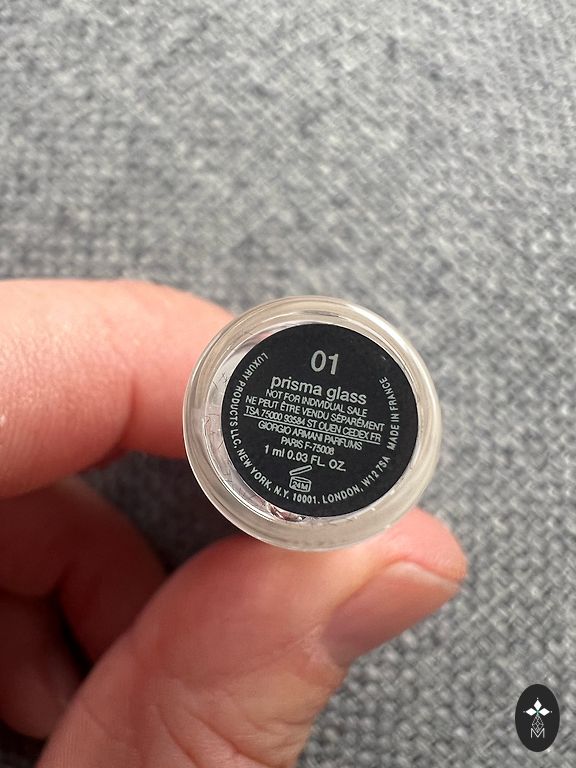 01
prisma glass
NOT FOR INDIVIDUAL SALE
NE PEUT ÊTRE VENDU SÉPARÉMENT
TSA 75000 93584 ST OUEN CEDEX FR
GIORGIO ARMANI PARFUMS
PARIS F-75008
1 ml 0.03 FL OZ.
24M
LUXURY PRODUCTS LLC, NEW YORK, N.Y. 10001. LONDON, W12 7SA MADE IN FRANCE
M